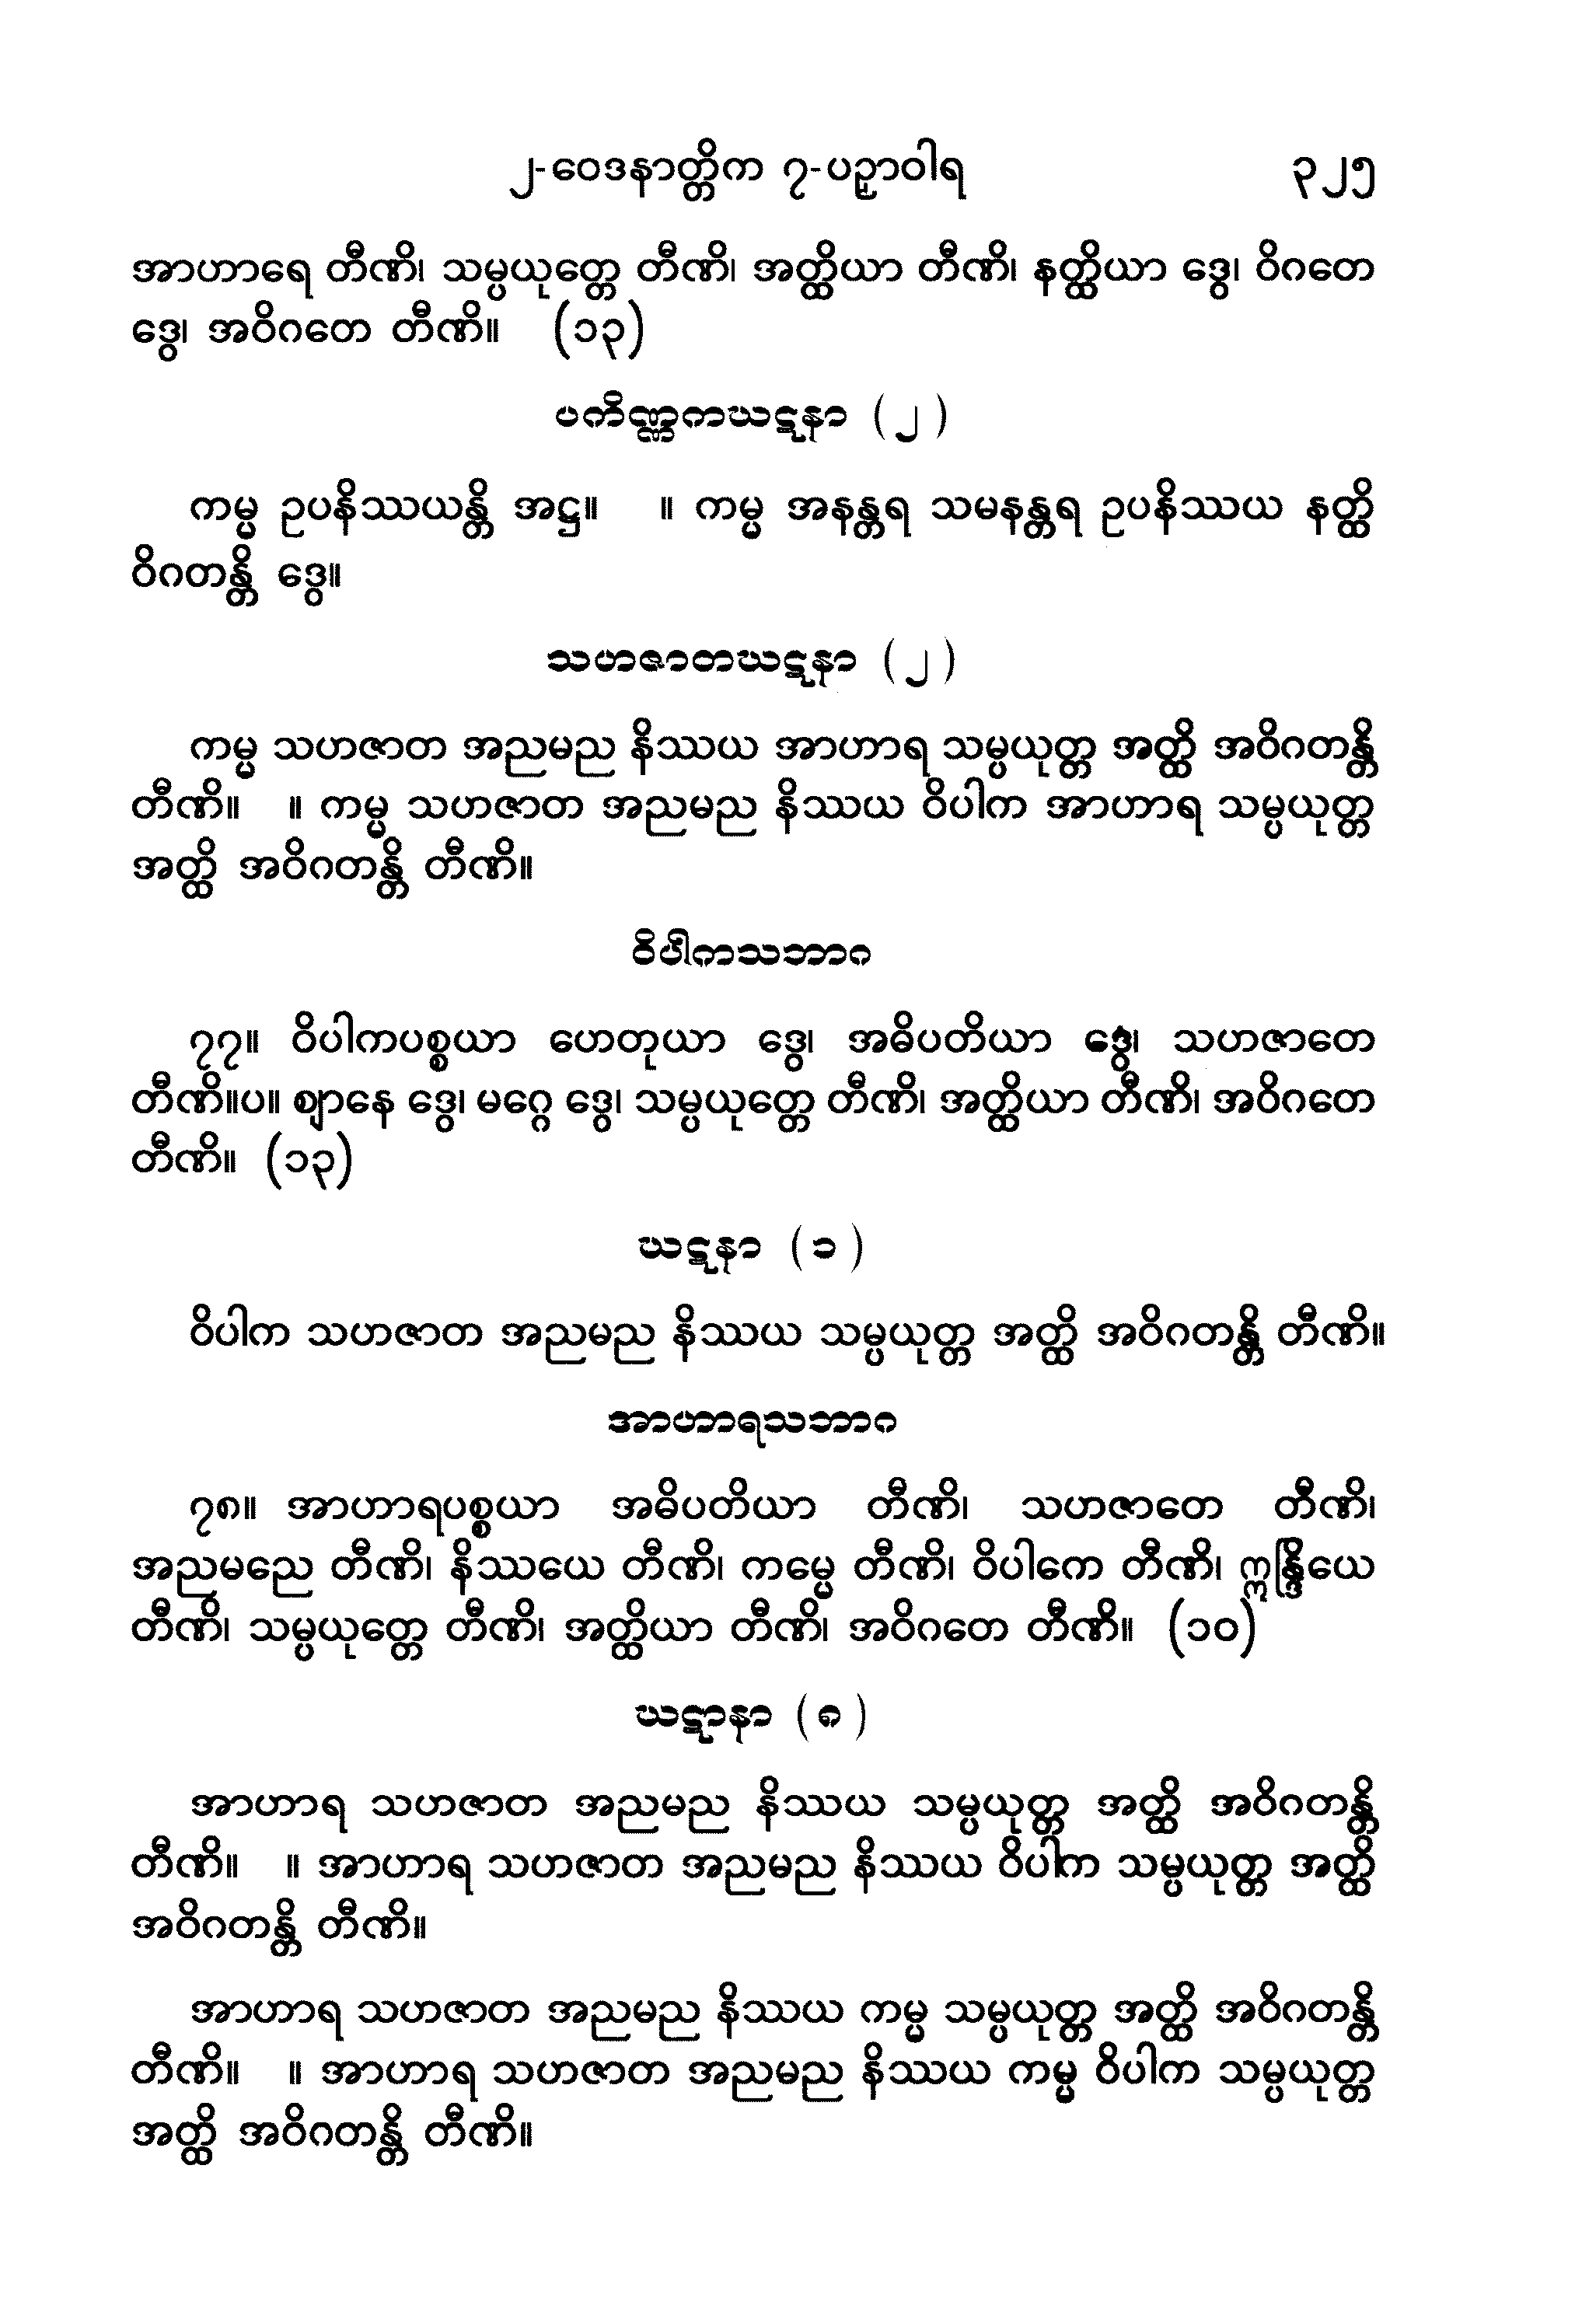 ၂-ဝေဒနာတ္တိက ၇-ပဉှာဝါရ ၃၂၅
အာဟာရေ တီဏိ၊ သမ္ပယုတ္တေ တီဏိ၊ အတ္ထိယာ တီဏိ၊ နတ္ထိယာ ဒွေ၊ ဝိဂတေ
ဒွေ၊ အဝိဂတေ တီဏိ။ (၁၃)
ပကိဏ္ဏကဃဋနာ (၂)
ကမ္မ ဥပနိဿယန္တိ အဋ္ဌ။ ။ ကမ္မ အနန္တရ သမနန္တရ ဥပနိဿယ နတ္ထိ
ဝိဂတန္တိ ဒွေ။
သဟဇာတဃဋနာ (၂)
ကမ္မ သဟဇာတ အညမည နိဿယ အာဟာရ သမ္ပယုတ္တ အတ္ထိ အဝိဂတန္တိ
တီဏိ။ ။ ကမ္မ သဟဇာတ အညမည နိဿယ ဝိပါက အာဟာရ သမ္ပယုတ္တ
အတ္ထိ အဝိဂတန္တိ တီဏိ။
ဝိပါကသဘာဂ
၇၇။ ဝိပါကပစ္စယာ ဟေတုယာ ဒွေ၊ အဓိပတိယာ ဒွေ၊ သဟဇာတေ
တီဏိ။ပ။ ဈာနေ ဒွေ၊ မဂ္ဂေ ဒွေ၊ သမ္ပယုတ္တေ တီဏိ၊ အတ္ထိယာ တီဏိ၊ အဝိဂတေ
တီဏိ။ (၁၃)
ဃဋနာ (၁)
ဝိပါက သဟဇာတ အညမည နိဿယ သမ္ပယုတ္တ အတ္ထိ အဝိဂတန္တိ တီဏိ။
အာဟာရသဘာဂ
၇၈။ အာဟာရပစ္စယာ အဓိပတိယာ တီဏိ၊ သဟဇာတေ တီဏိ၊
အညမညေ တီဏိ၊ နိဿယေ တီဏိ၊ ကမ္မေ တီဏိ၊ ဝိပါကေ တီဏိ၊ ဣန္ဒြိယေ
တီဏိ၊ သမ္ပယုတ္တေ တီဏိ၊ အတ္ထိယာ တီဏိ၊ အဝိဂတေ တီဏိ။ (၁၀)
ဃဋာနာ (၈)
အာဟာရ သဟဇာတ အညမည နိဿယ သမ္ပယုတ္တ အတ္ထိ အဝိဂတန္တိ
တီဏိ။ ။ အာဟာရ သဟဇာတ အညမည နိဿယ ဝိပါက သမ္ပယုတ္တ အတ္ထိ
အဝိဂတန္တိ တီဏိ။
အာဟာရ သဟဇာတ အညမည နိဿယ ကမ္မ သမ္ပယုတ္တ အတ္ထိ အဝိဂတန္တိ
တီဏိ။ ။ အာဟာရ သဟဇာတ အညမည နိဿယ ကမ္မ ဝိပါက သမ္ပယုတ္တ
အတ္ထိ အဝိဂတန္တိ တီဏိ။